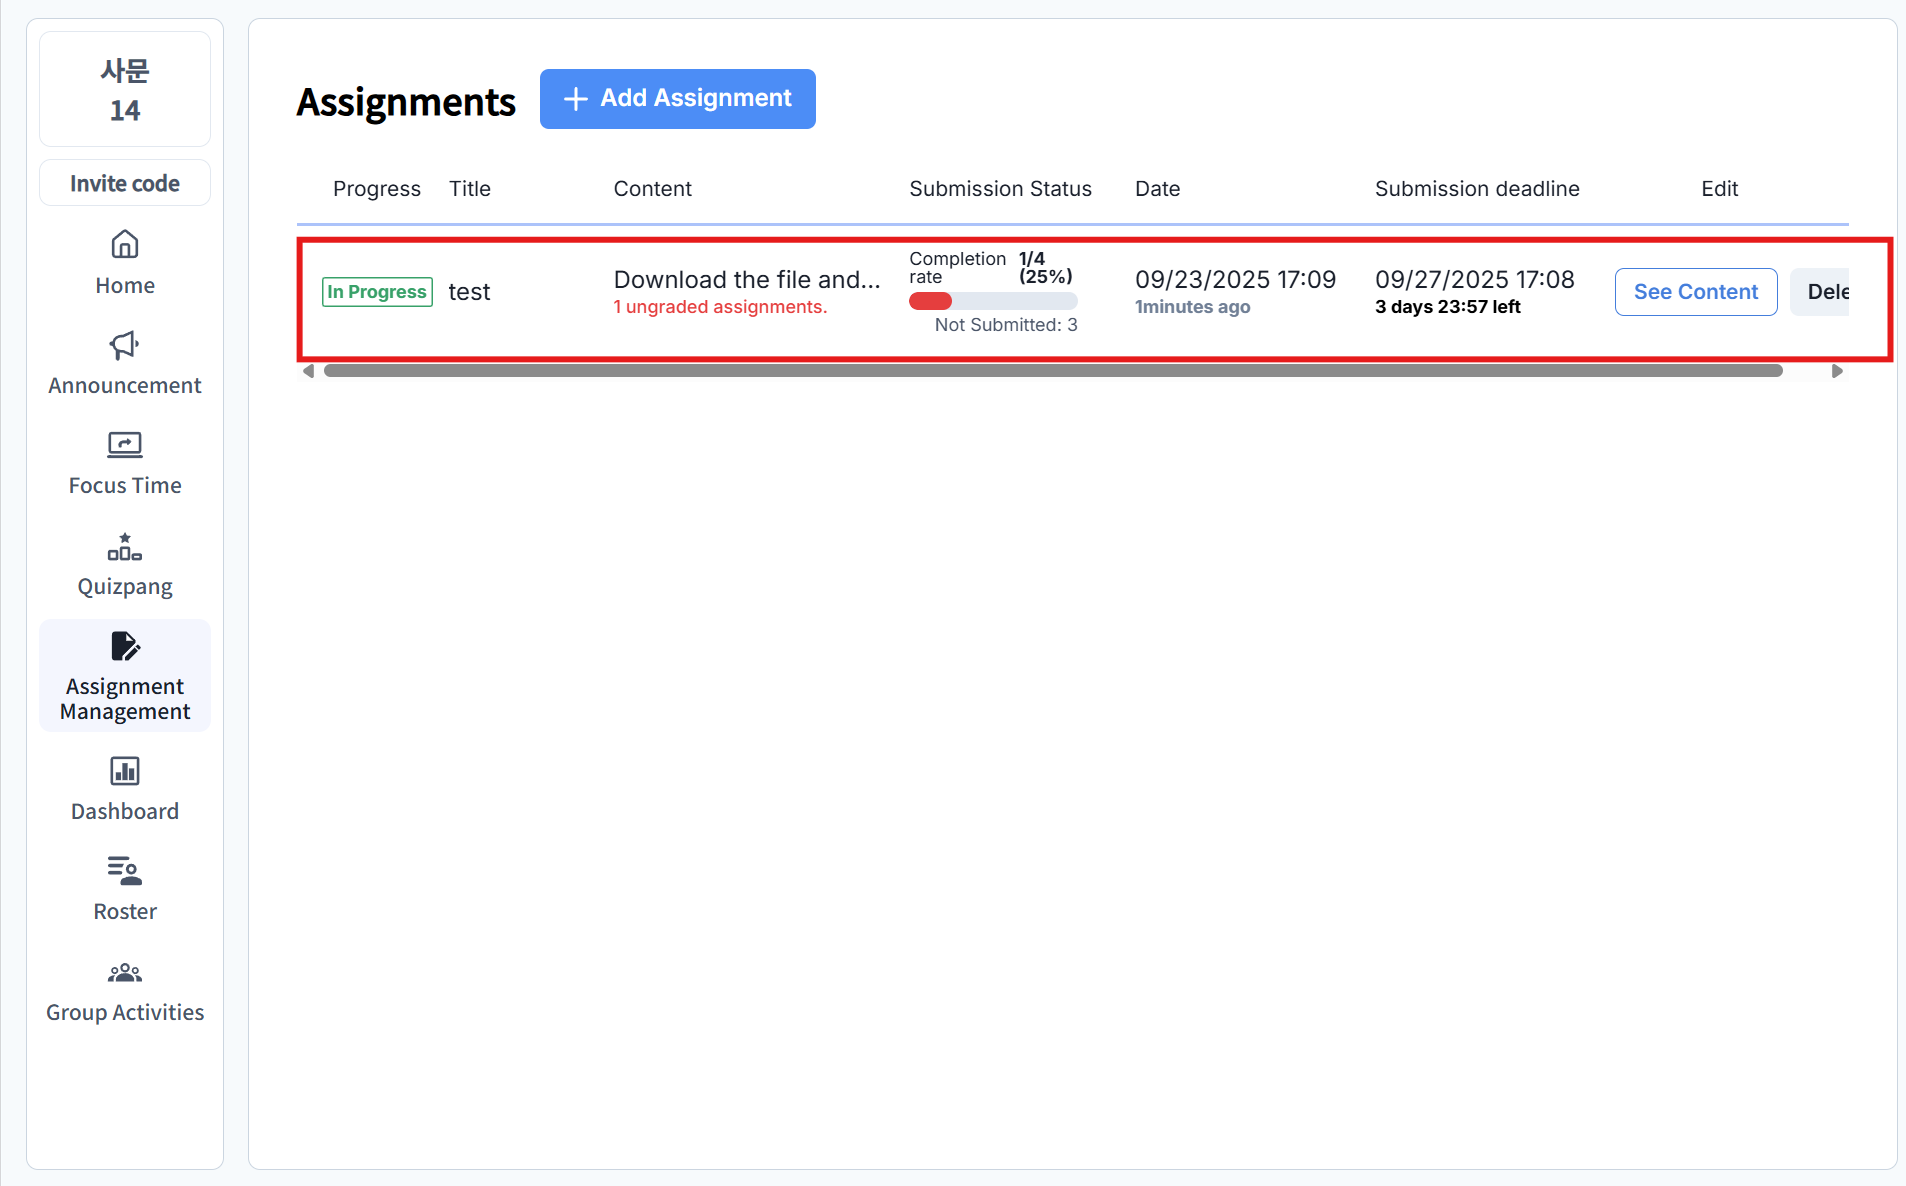 사문
14
Invite code
Home
Announcement
Focus Time
Quizpang
Assignment
Management
Dashboard
Roster
Group Activities
Assignments
+ Add Assignment
Progress Title Content Submission Status Date Submission deadline Edit
In Progress test
Download the file and...
1 ungraded assignments.
Completion rate 1/4 (25%)
Not Submitted: 3
09/23/2025 17:09
1minutes ago
09/27/2025 17:08
3 days 23:57 left
See Content
Dele